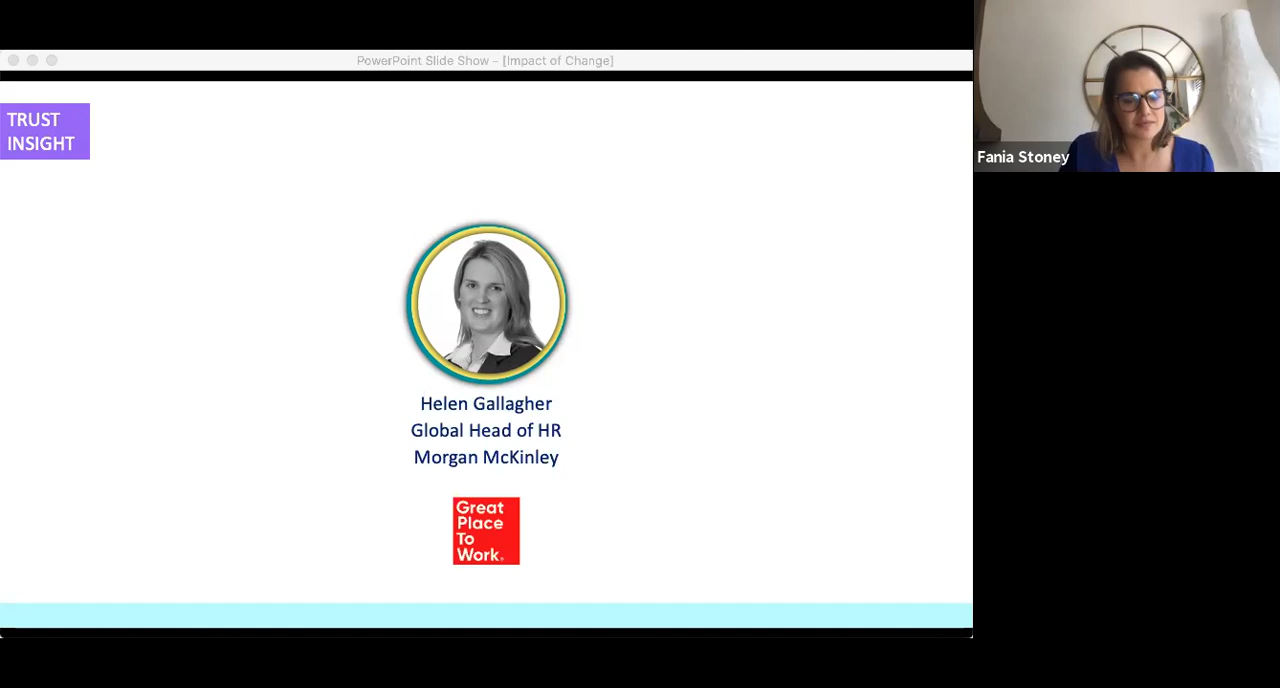 PowerPoint Slide Show – [Impact of Change]
TRUST
INSIGHT
Fania Stoney
Helen Gallagher
Global Head of HR
Morgan McKinley
Great
Place
To
Work.